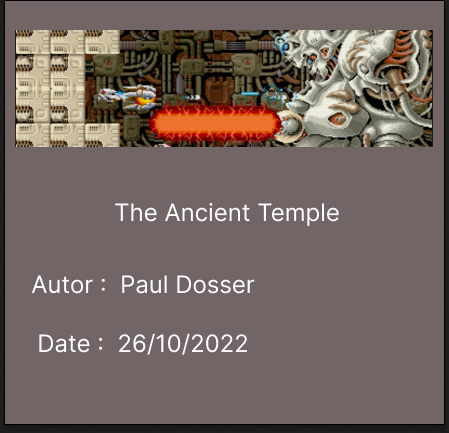 The Ancient Temple
Autor : Paul Dosser
Date : 26/10/2022